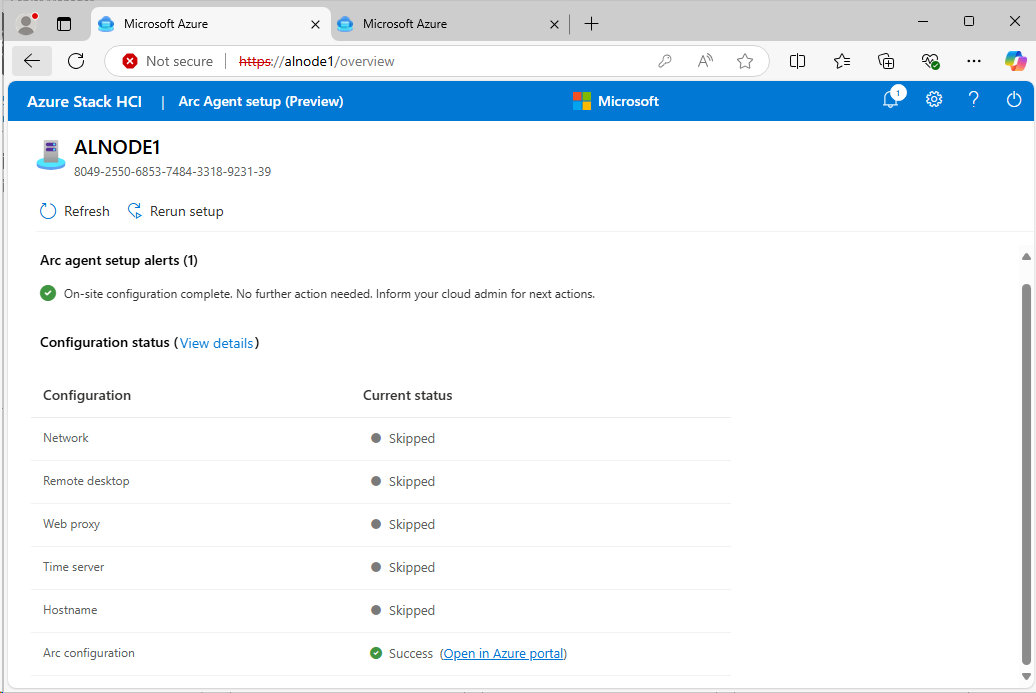 Microsoft Azure
Microsoft Azure
Not secure
https://alnode1/overview
Azure Stack HCI | Arc Agent setup (Preview)
Microsoft
1
ALNODE1
8049-2550-6853-7484-3318-9231-39
Refresh
Rerun setup
Arc agent setup alerts (1)
On-site configuration complete. No further action needed. Inform your cloud admin for next actions.
Configuration status (View details)
Configuration Current status
Network Skipped
Remote desktop Skipped
Web proxy Skipped
Time server Skipped
Hostname Skipped
Arc configuration Success (Open in Azure portal)